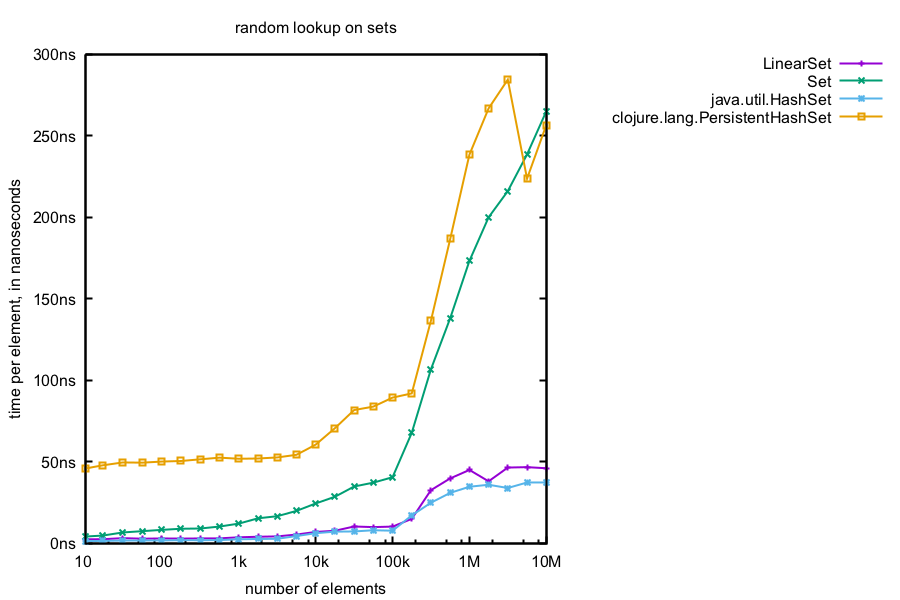 random lookup on sets
LinearSet
Set
java.util.HashSet
clojure.lang.PersistentHashSet
300ns
250ns
200ns
150ns
100ns
50ns
0ns
time per element, in nanoseconds
10 100 1k 10k 100k 1M 10M
number of elements